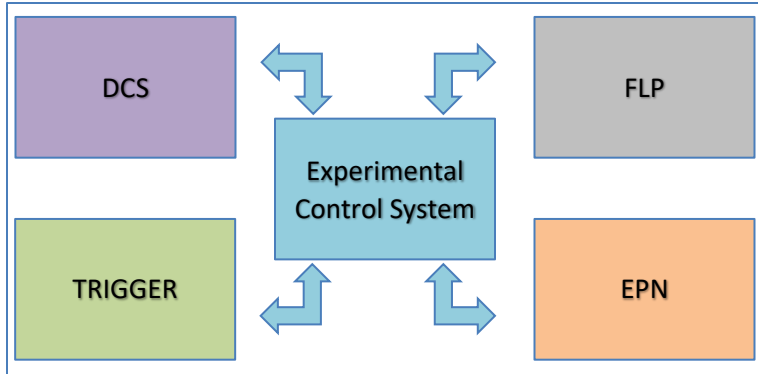 DCS
FLP
Experimental
Control System
TRIGGER
EPN